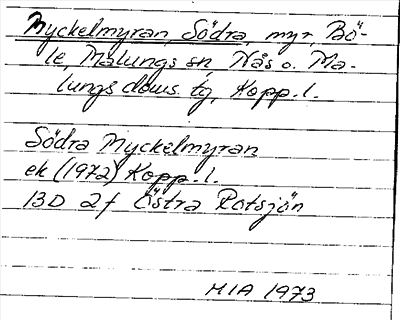 Myckelmyran, Södra, myr, Bö-
le, Malungs sn, Nås o. Ma-
lungs doms. tg, Kopp. l.
Södra Myckelmyran
ek (1972) Kopp. l.
13D 2f Östra Rotsjön
MIA 1973